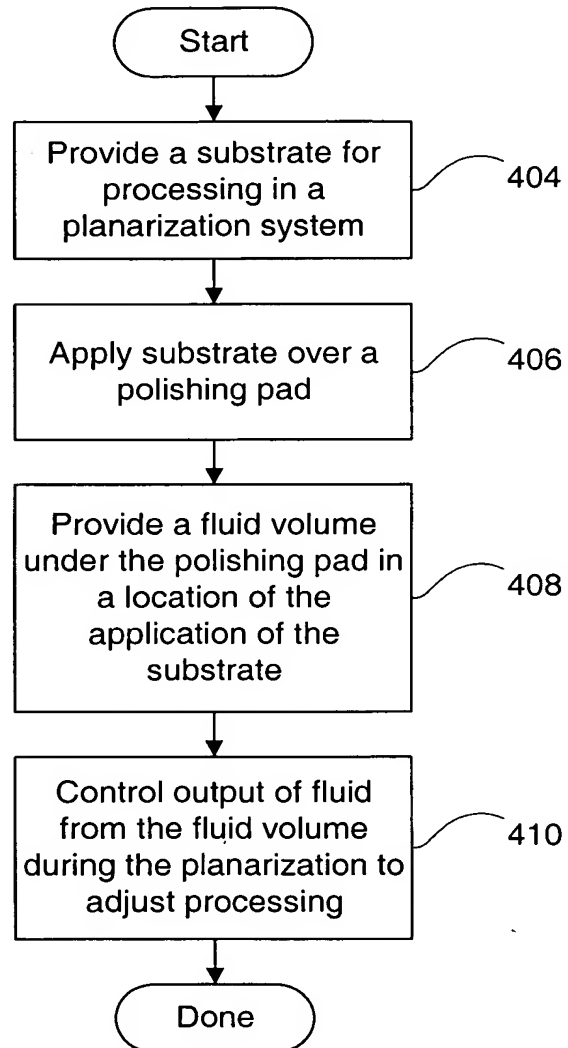 Start
Provide a substrate for
processing in a
planarization system
404
Apply substrate over a
polishing pad
406
Provide a fluid volume
under the polishing pad in
a location of the
application of the
substrate
408
Control output of fluid
from the fluid volume
during the planarization to
adjust processing
410
Done